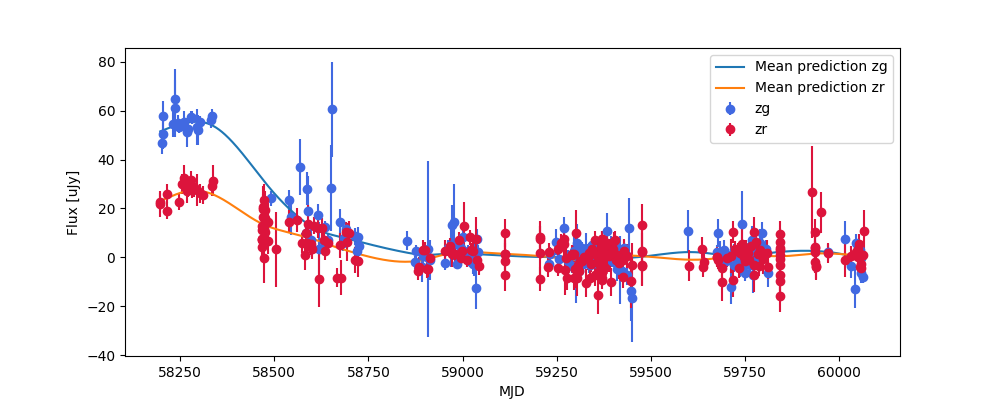 80
60
40
20
0
−20
−40
Flux [uJy]
58250
58500
58750
59000
59250
59500
59750
60000
MJD
Mean prediction zg
Mean prediction zr
zg
zr